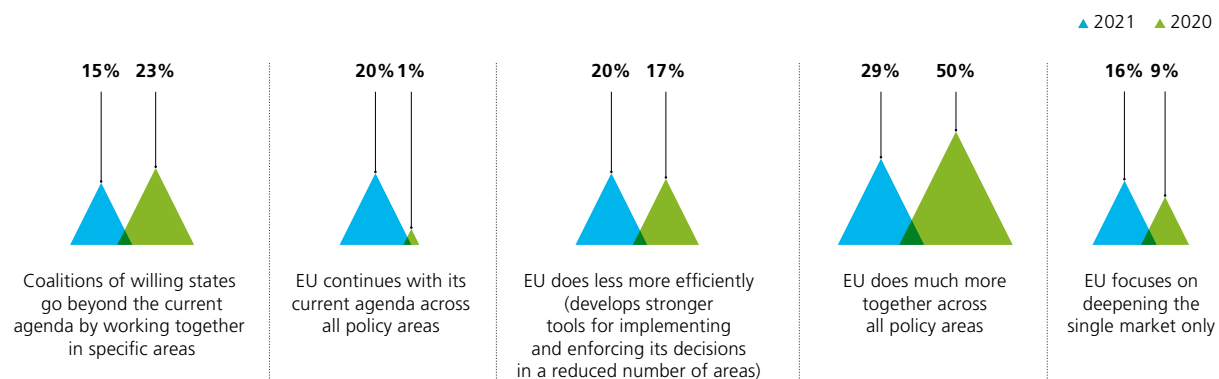 2021 2020
15% 23%
20% 1%
20% 17%
29% 50%
16% 9%
Coalitions of willing states
go beyond the current
agenda by working together
in specific areas
EU continues with its
current agenda across
all policy areas
EU does less more efficiently
(develops stronger
tools for implementing
and enforcing its decisions
in a reduced number of areas)
EU does much more
together across
all policy areas
EU focuses on
deepening the
single market only